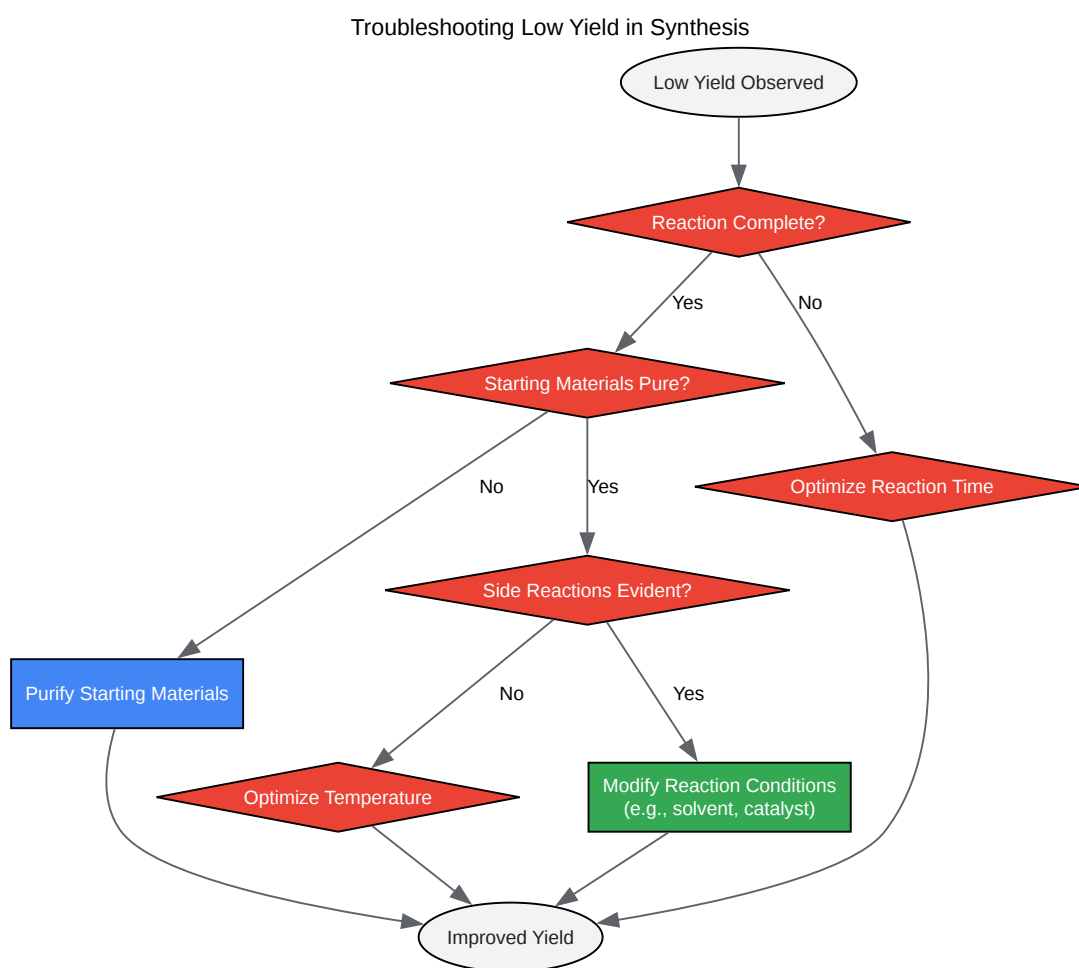 Troubleshooting Low Yield in Synthesis
Low Yield Observed
Reaction Complete?
Yes
No
Starting Materials Pure?
No
Yes
Optimize Reaction Time
Side Reactions Evident?
Purify Starting Materials
No
Yes
Optimize Temperature
Modify Reaction Conditions
(e.g., solvent, catalyst)
Improved Yield